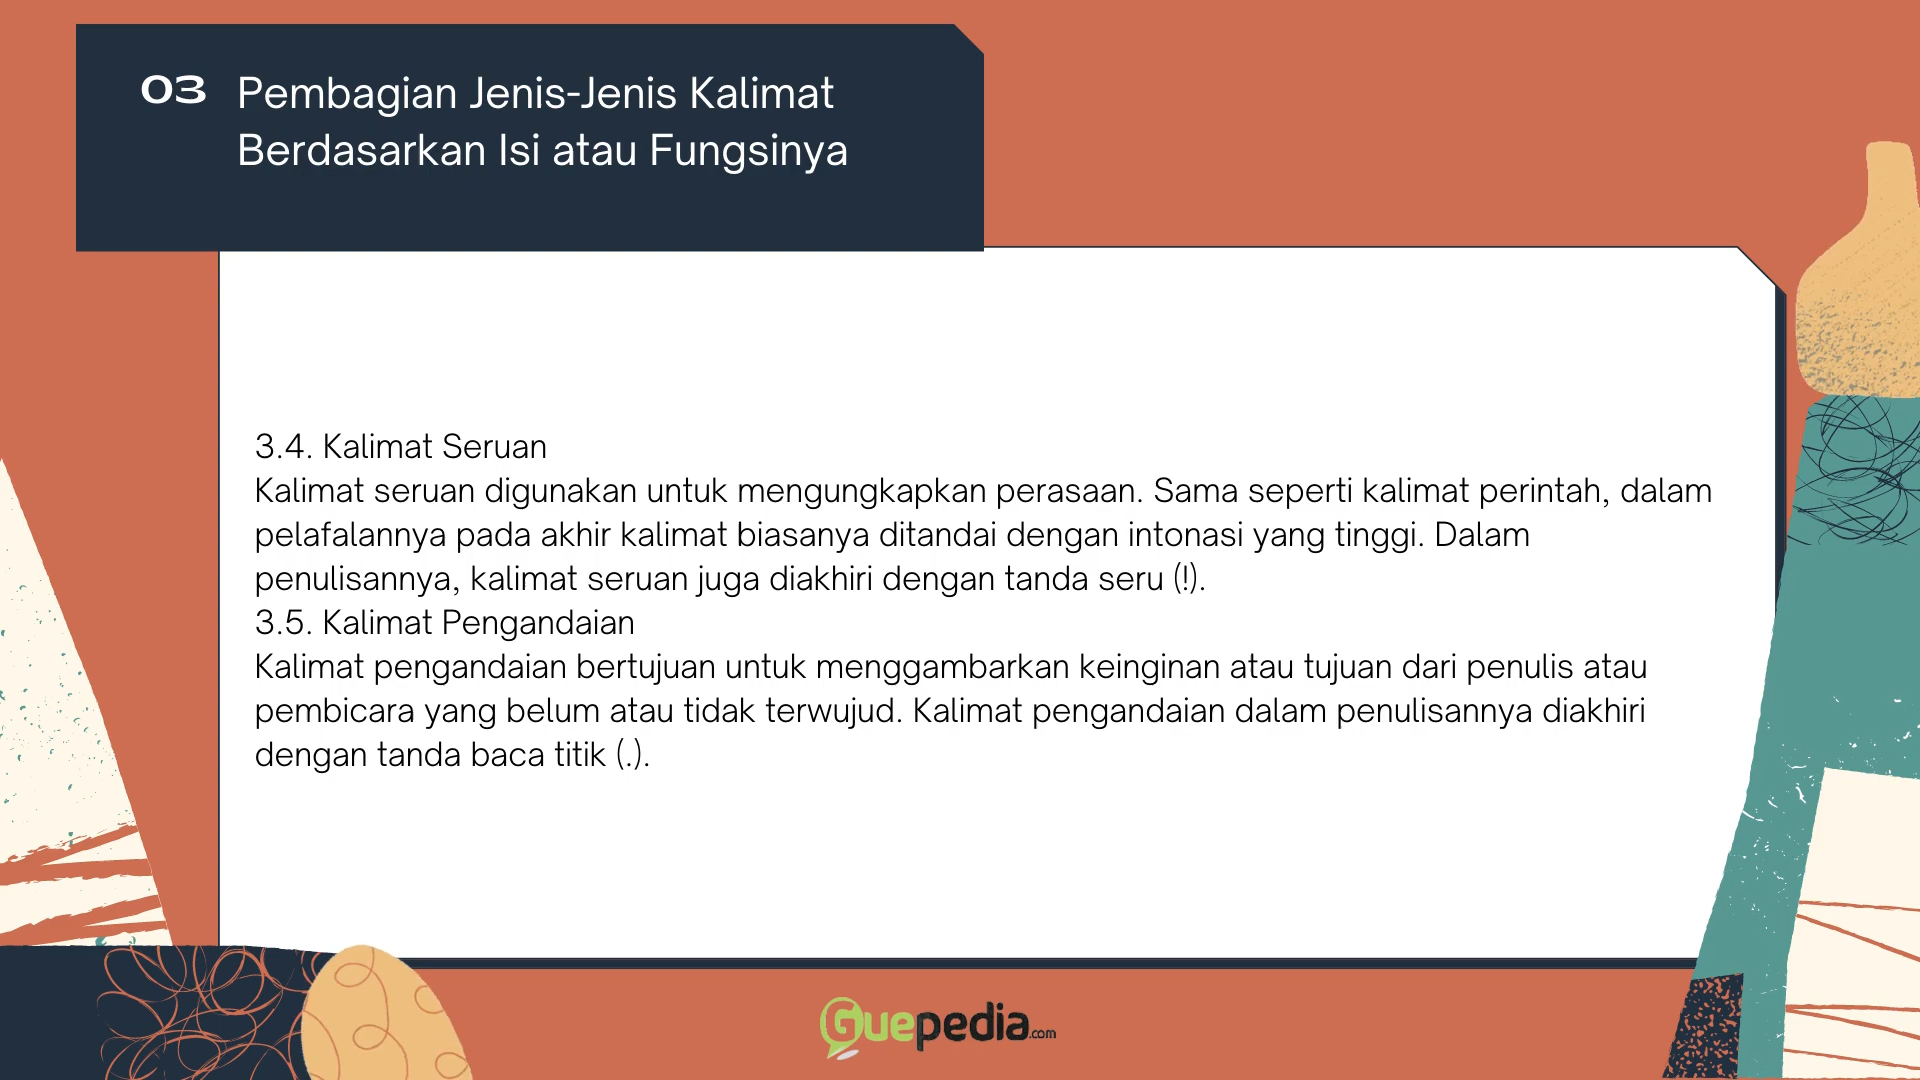 03 Pembagian Jenis-Jenis Kalimat
Berdasarkan Isi atau Fungsinya
3.4. Kalimat Seruan
Kalimat seruan digunakan untuk mengungkapkan perasaan. Sama seperti kalimat perintah, dalam
pelafalannya pada akhir kalimat biasanya ditandai dengan intonasi yang tinggi. Dalam
penulisannya, kalimat seruan juga diakhiri dengan tanda seru (!).
3.5. Kalimat Pengandaian
Kalimat pengandaian bertujuan untuk menggambarkan keinginan atau tujuan dari penulis atau
pembicara yang belum atau tidak terwujud. Kalimat pengandaian dalam penulisannya diakhiri
dengan tanda baca titik (.).
Guepedia.com